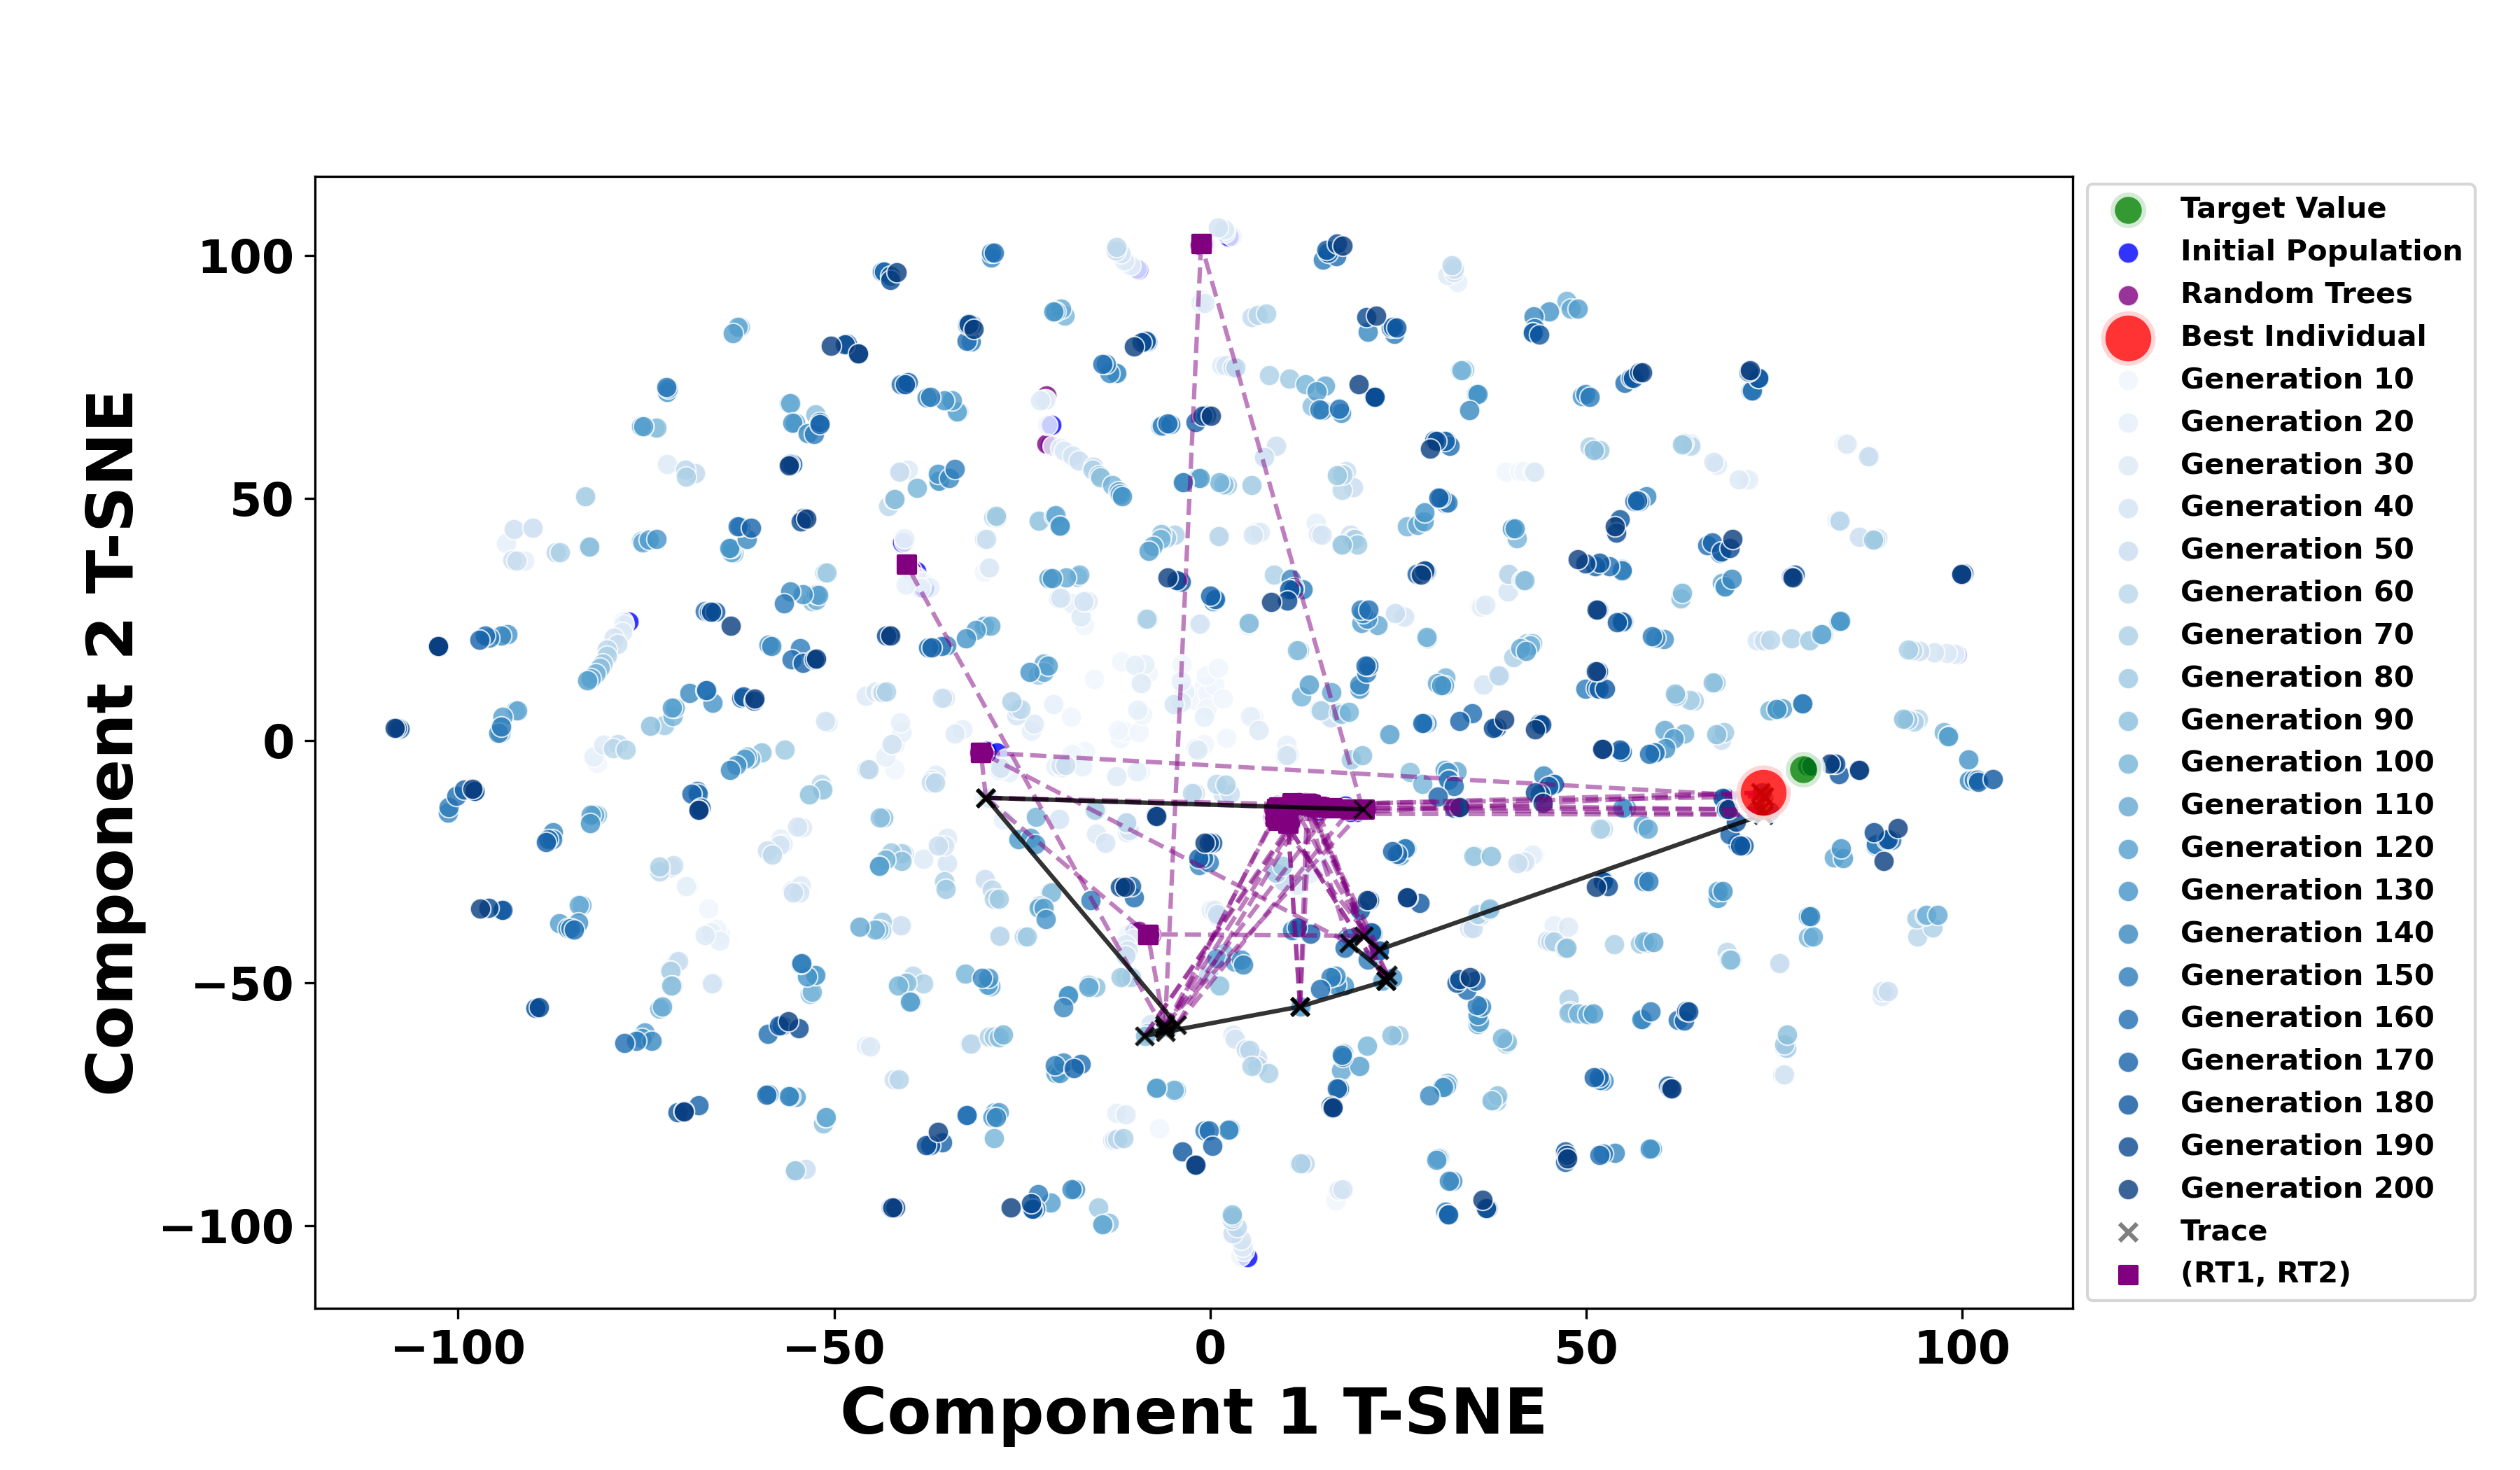 Component 2 T-SNE
100
50
0
−50
−100
−100
−50
0
50
100
Component 1 T-SNE
Target Value
Initial Population
Random Trees
Best Individual
Generation 10
Generation 20
Generation 30
Generation 40
Generation 50
Generation 60
Generation 70
Generation 80
Generation 90
Generation 100
Generation 110
Generation 120
Generation 130
Generation 140
Generation 150
Generation 160
Generation 170
Generation 180
Generation 190
Generation 200
Trace
(RT1, RT2)